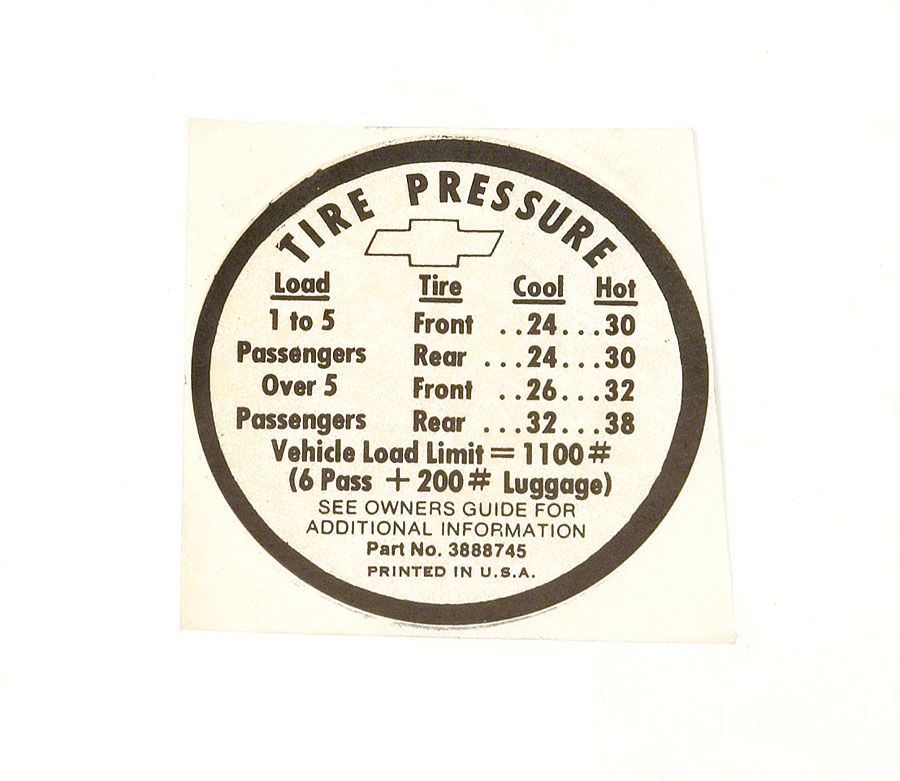 TIRE PRESSURE
Load Tire Cool Hot
1 to 5 Front ..24...30
Passengers Rear ...24...30
Over 5 Front ..26...32
Passengers Rear ...32...38
Vehicle Load Limit = 1100#
(6 Pass + 200# Luggage)
SEE OWNERS GUIDE FOR
ADDITIONAL INFORMATION
Part No. 3888745
PRINTED IN U.S.A.